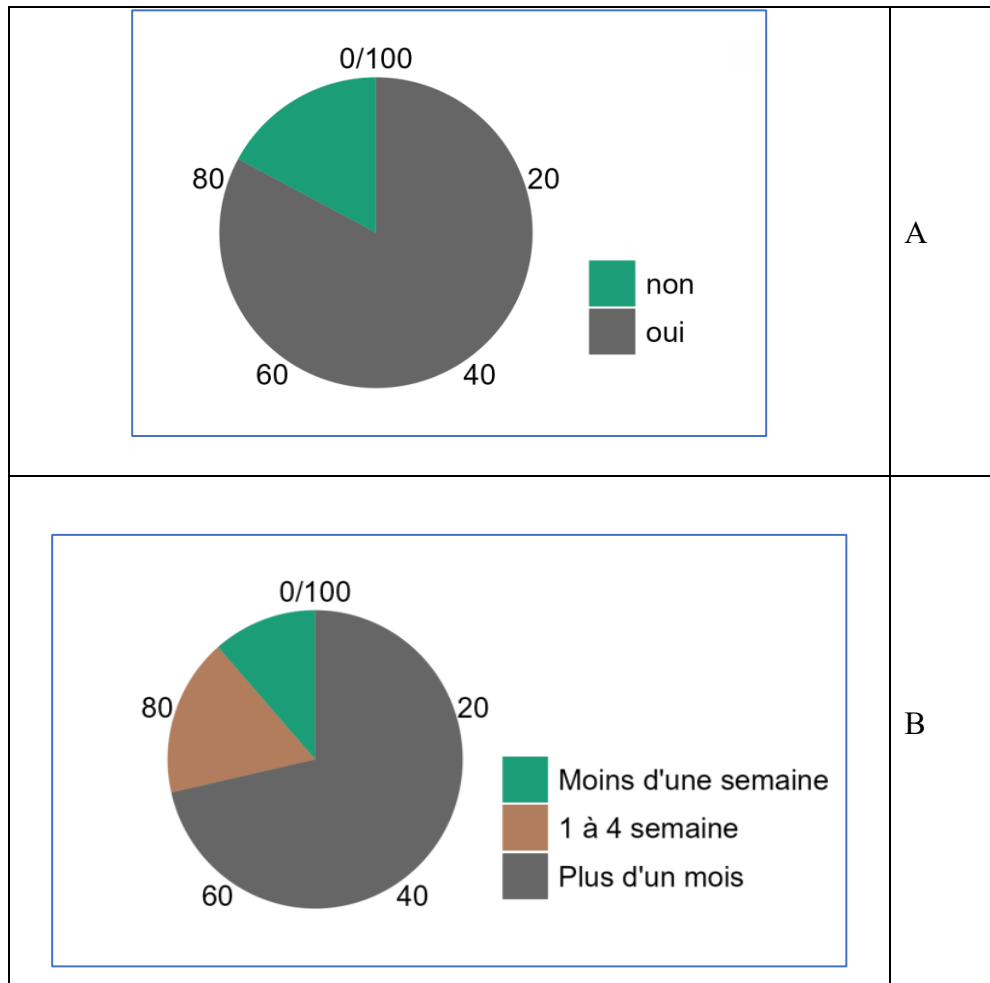 0/100
80
20
A
non
oui
60
40
0/100
80
20
B
Moins d'une semaine
1 à 4 semaine
Plus d'un mois
60
40